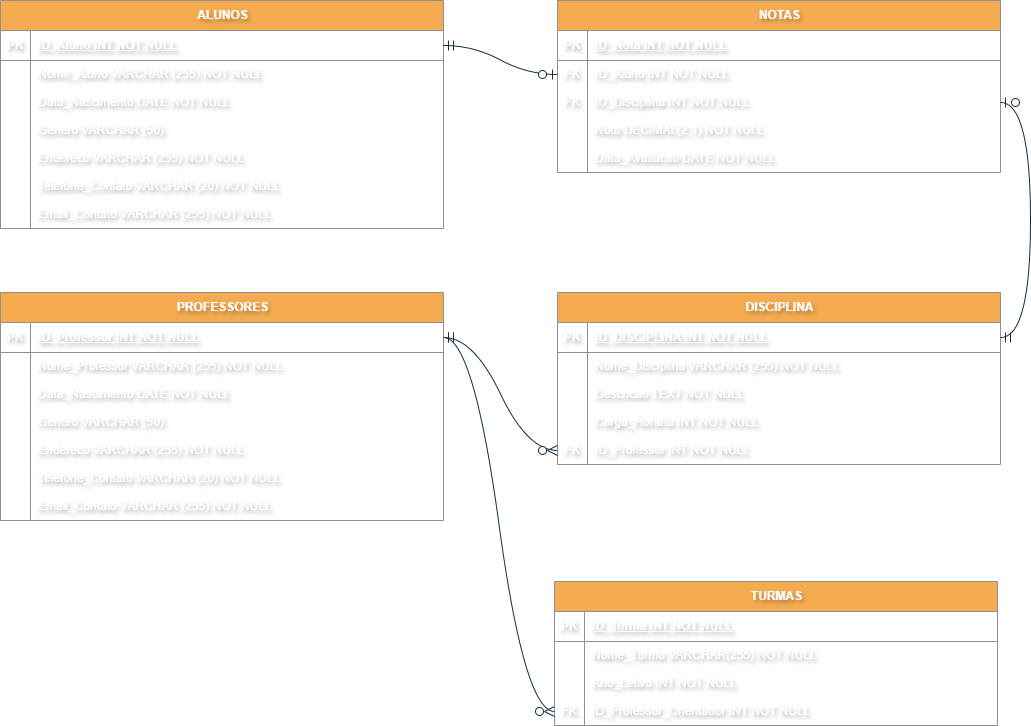 ALUNOS
PK ID_Aluno INT NOT NULL
Nome_Aluno VARCHAR (255) NOT NULL
Data_Nascimento DATE NOT NULL
Genero VARCHAR (50)
Endereco VARCHAR (255) NOT NULL
Telefone_Contato VARCHAR (20) NOT NULL
Email_Contato VARCHAR (255) NOT NULL
NOTAS
PK ID_Nota INT NOT NULL
FK ID_Aluno INT NOT NULL
FK ID_Disciplina INT NOT NULL
Nota DECIMAL(2,1) NOT NULL
Data_Avaliacao DATE NOT NULL
PROFESSORES
PK ID_Professor INT NOT NULL
Nome_Professor VARCHAR (255) NOT NULL
Data_Nascimento DATE NOT NULL
Genero VARCHAR (50)
Endereco VARCHAR (255) NOT NULL
Telefone_Contato VARCHAR (20) NOT NULL
Email_Contato VARCHAR (255) NOT NULL
DISCIPLINA
PK ID_DISCIPLINA INT NOT NULL
Nome_Disciplina VARCHAR (255) NOT NULL
Descricao TEXT NOT NULL
Carga_Horaria INT NOT NULL
FK ID_Professor INT NOT NULL
TURMAS
PK ID_Turma INT NOT NULL
Nome_Turma VARCHAR(255) NOT NULL
Ano_Letivo INT NOT NULL
FK ID_Professor_Orientador INT NOT NULL